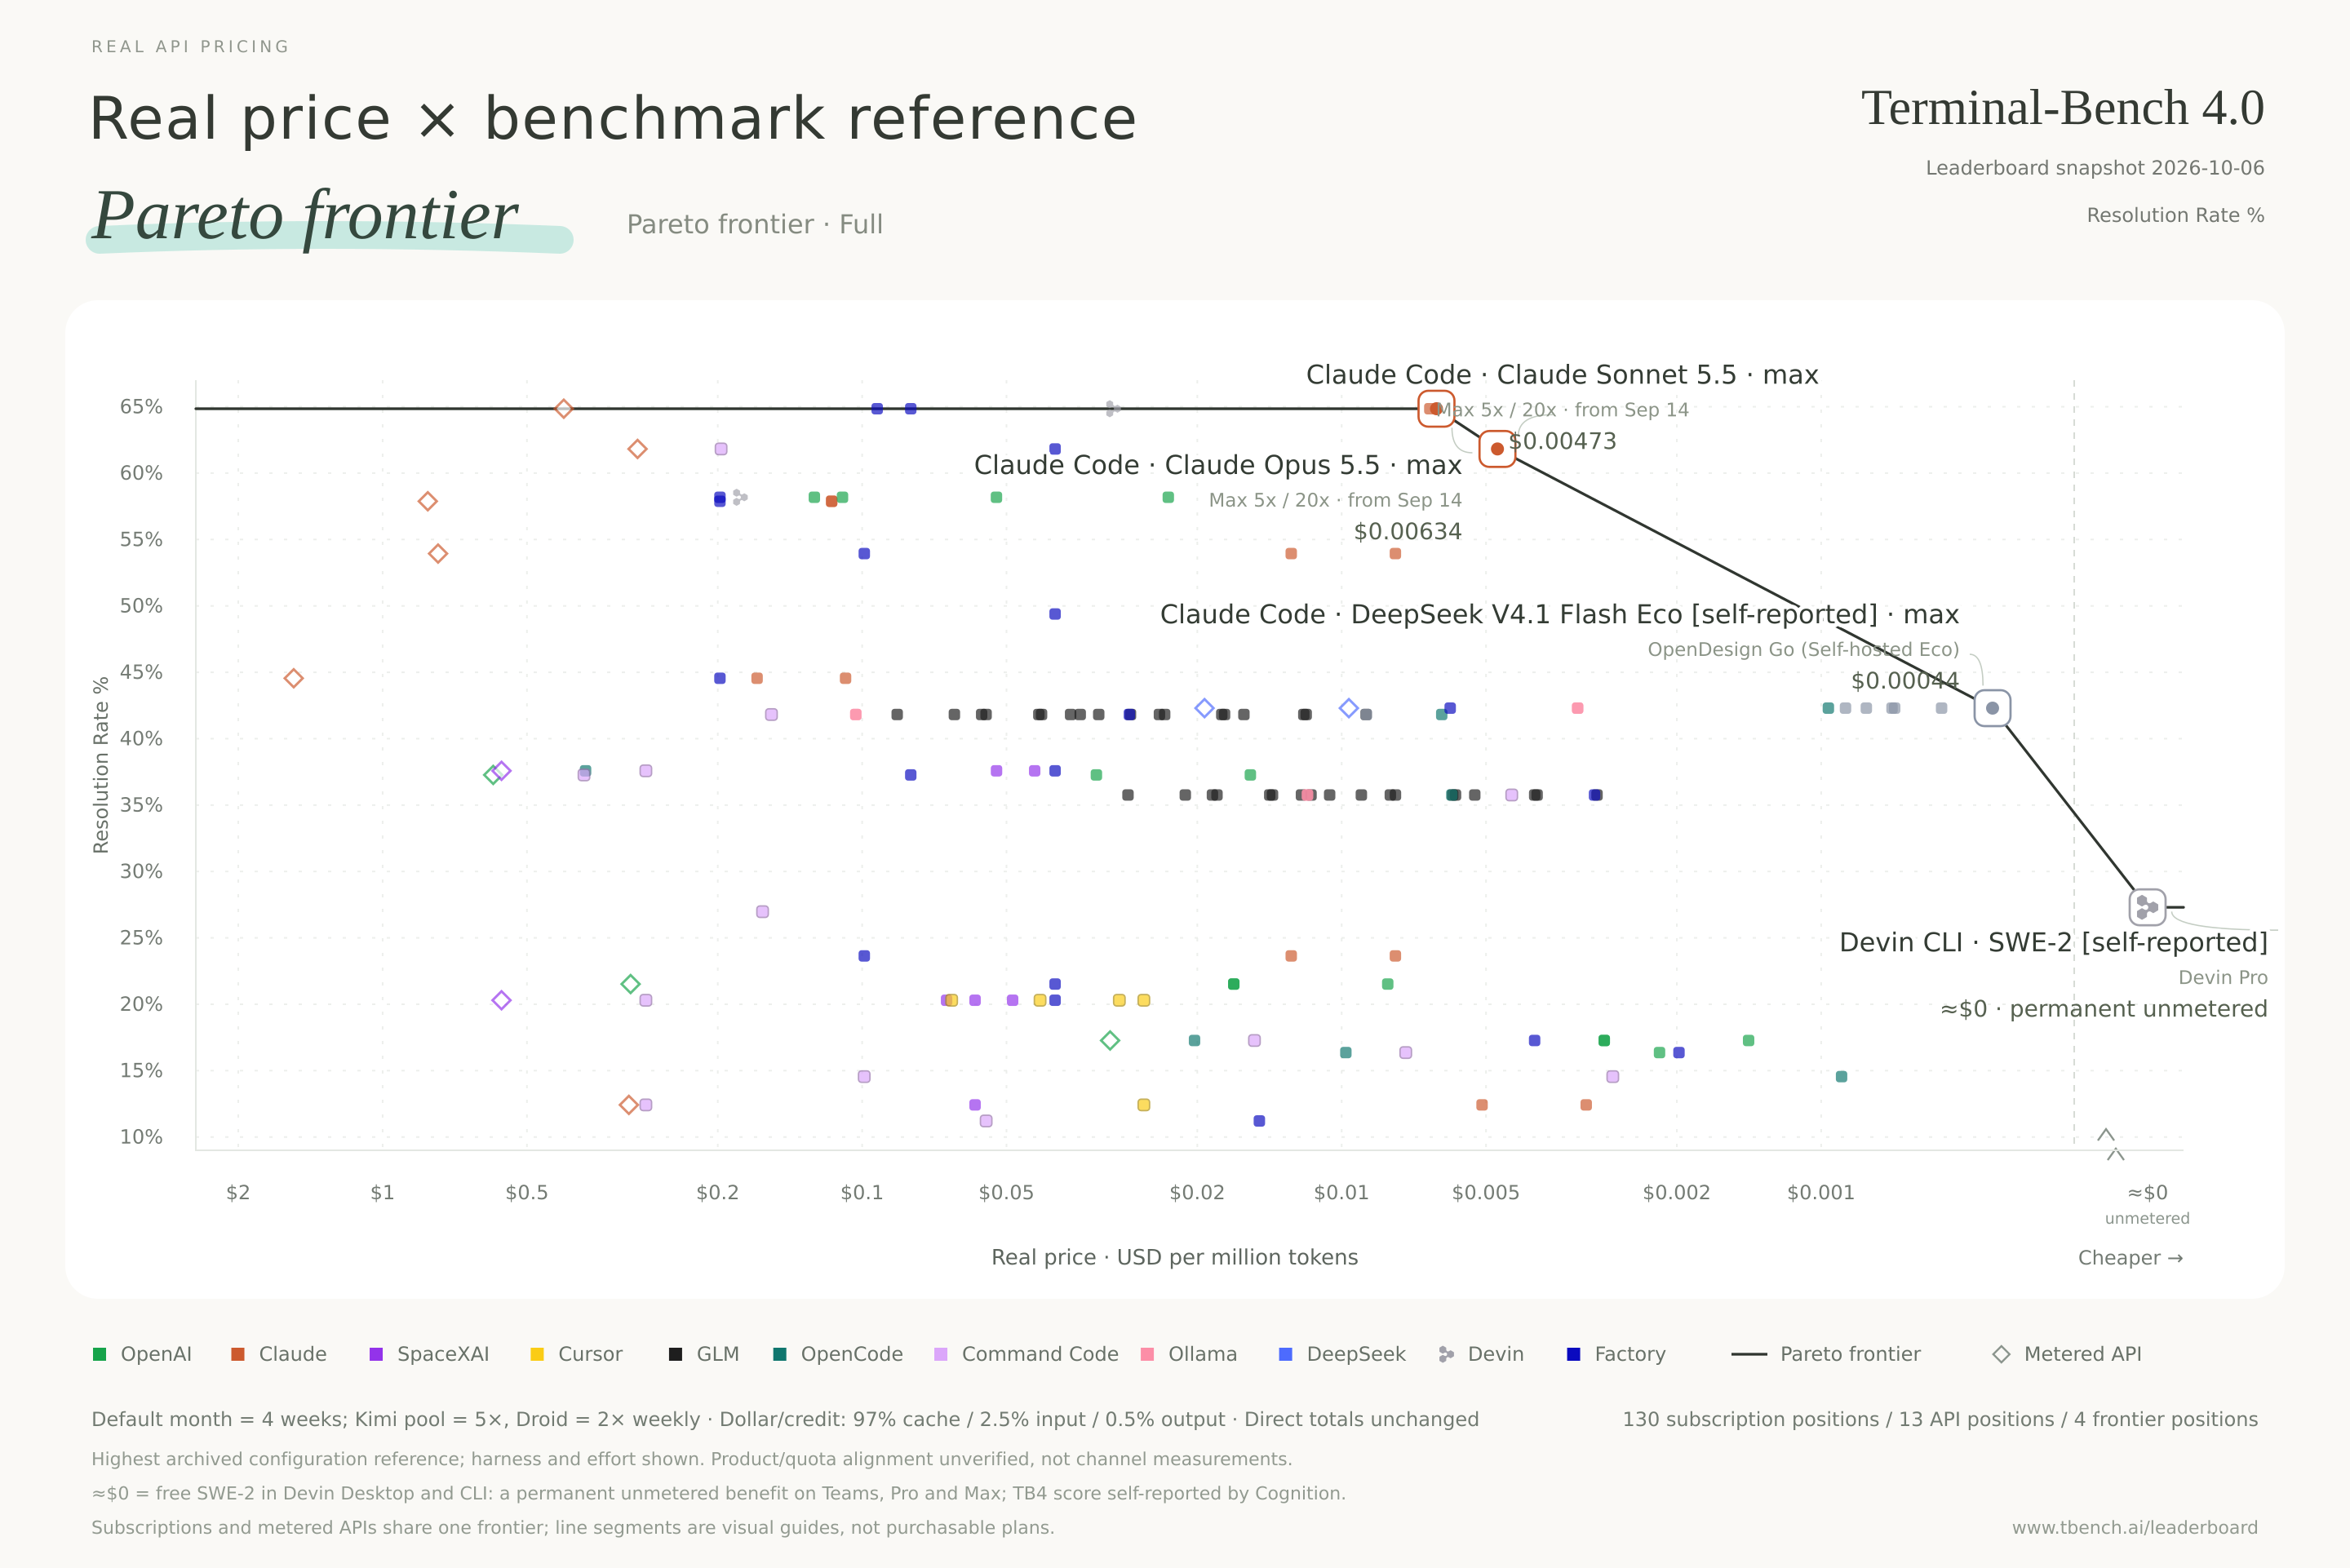 REAL API PRICING
Real price × benchmark reference
Pareto frontier
Pareto frontier · Full
Terminal-Bench 4.0
Leaderboard snapshot 2026-10-06
Resolution Rate %
Claude Code · Claude Sonnet 5.5 · max
Max 5x / 20x · from Sep 14
$0.00473
Claude Code · Claude Opus 5.5 · max
Max 5x / 20x · from Sep 14
$0.00634
Claude Code · DeepSeek V4.1 Flash Eco [self-reported] · max
OpenDesign Go (Self-hosted Eco)
$0.00044
Devin CLI · SWE-2 [self-reported]
Devin Pro
≈$0 · permanent unmetered
Resolution Rate %
65%
60%
55%
50%
45%
40%
35%
30%
25%
20%
15%
10%
$2 $1 $0.5 $0.2 $0.1 $0.05 $0.02 $0.01 $0.005 $0.002 $0.001 ≈$0
unmetered
Real price · USD per million tokens
Cheaper →
OpenAI Claude SpaceXAI Cursor GLM OpenCode Command Code Ollama DeepSeek Devin Factory Pareto frontier Metered API
Default month = 4 weeks; Kimi pool = 5×, Droid = 2× weekly · Dollar/credit: 97% cache / 2.5% input / 0.5% output · Direct totals unchanged
130 subscription positions / 13 API positions / 4 frontier positions
Highest archived configuration reference; harness and effort shown. Product/quota alignment unverified, not channel measurements.
≈$0 = free SWE-2 in Devin Desktop and CLI: a permanent unmetered benefit on Teams, Pro and Max; TB4 score self-reported by Cognition.
Subscriptions and metered APIs share one frontier; line segments are visual guides, not purchasable plans.
www.tbench.ai/leaderboard